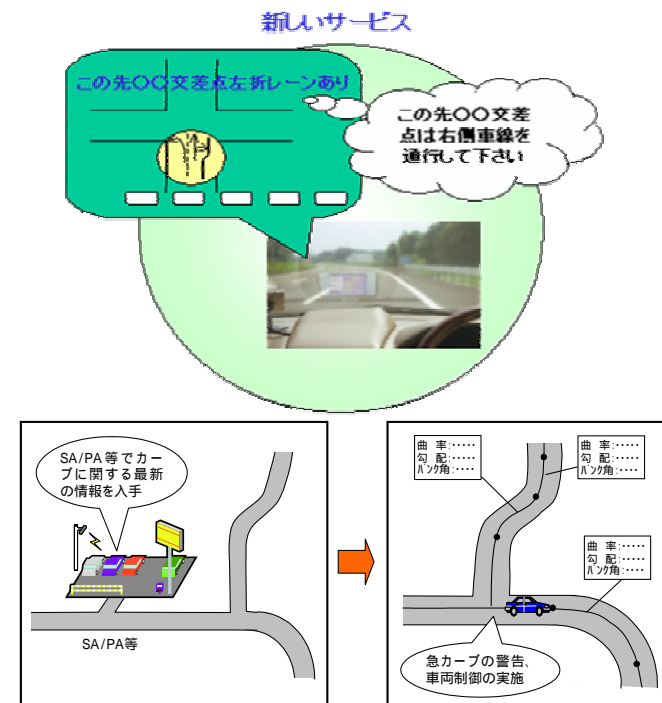 新しいサービス
この先〇〇交差点左折レーンあり
この先〇〇交差
点は右側車線を
通行して下さい
SA/PA等でカー
ブに関する最新
の情報を入手
SA/PA等
曲 率:‥‥‥
勾 配:‥‥‥
バンク角:‥‥
曲 率:‥‥‥
勾 配:‥‥‥
バンク角:‥‥
曲 率:‥‥‥
勾 配:‥‥‥
バンク角:‥‥
急カーブの警告、
車両制御の実施